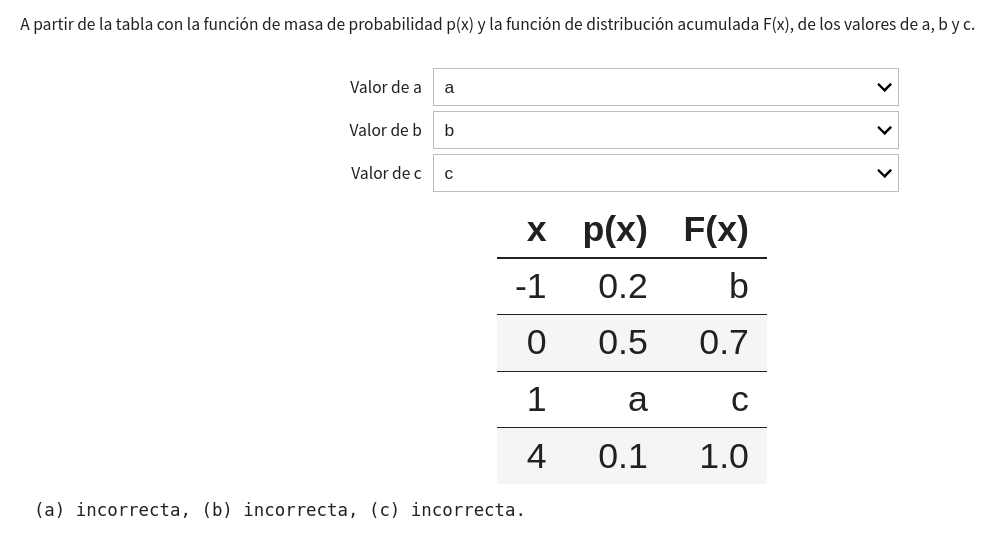 A partir de la tabla con la función de masa de probabilidad p(x) y la función de distribución acumulada F(x), de los valores de a, b y c.
Valor de a a
Valor de b b
Valor de c c
x p(x) F(x)
-1 0.2 b
0 0.5 0.7
1 a c
4 0.1 1.0
(a) incorrecta, (b) incorrecta, (c) incorrecta.